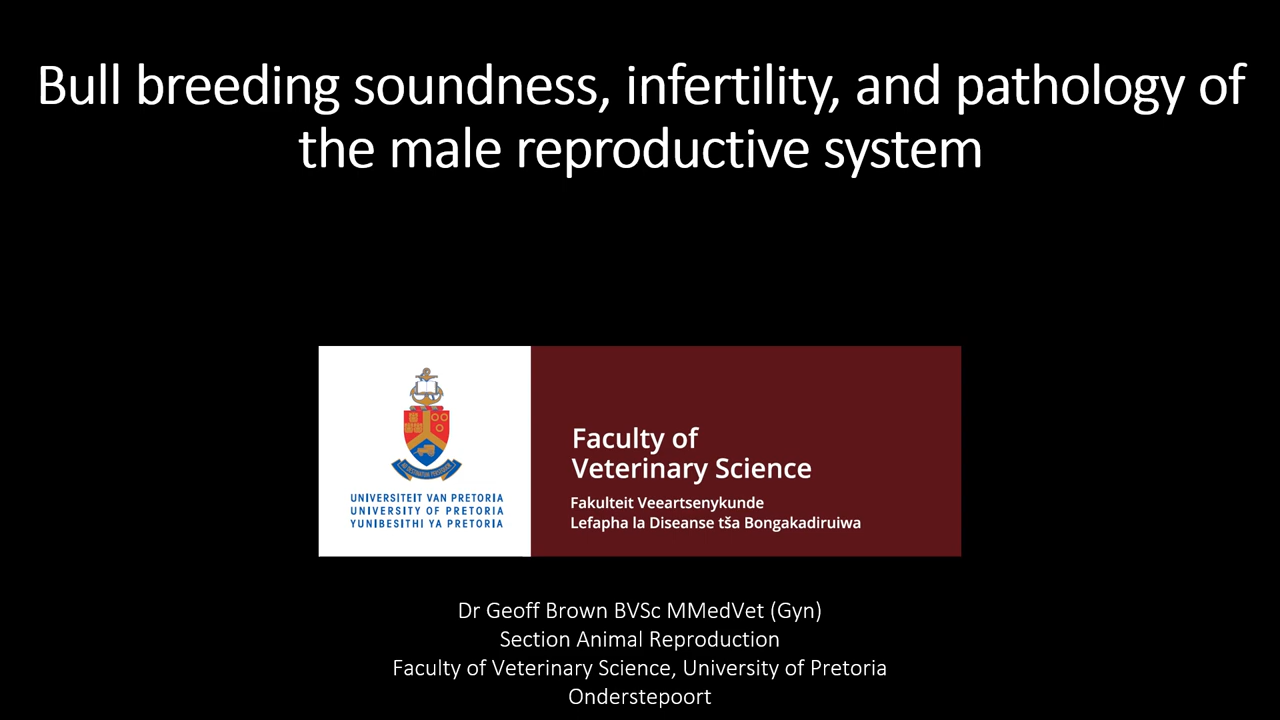 Bull breeding soundness, infertility, and pathology of
the male reproductive system
UNIVERSITEIT VAN PRETORIA
UNIVERSITY OF PRETORIA
YUNIBESITHI YA PRETORIA
Faculty of
Veterinary Science
Fakulteit Veeartsenykunde
Lefapha la Diseanse tša Bongakadiruiwa
Dr Geoff Brown BVSc MMedVet (Gyn)
Section Animal Reproduction
Faculty of Veterinary Science, University of Pretoria
Onderstepoort